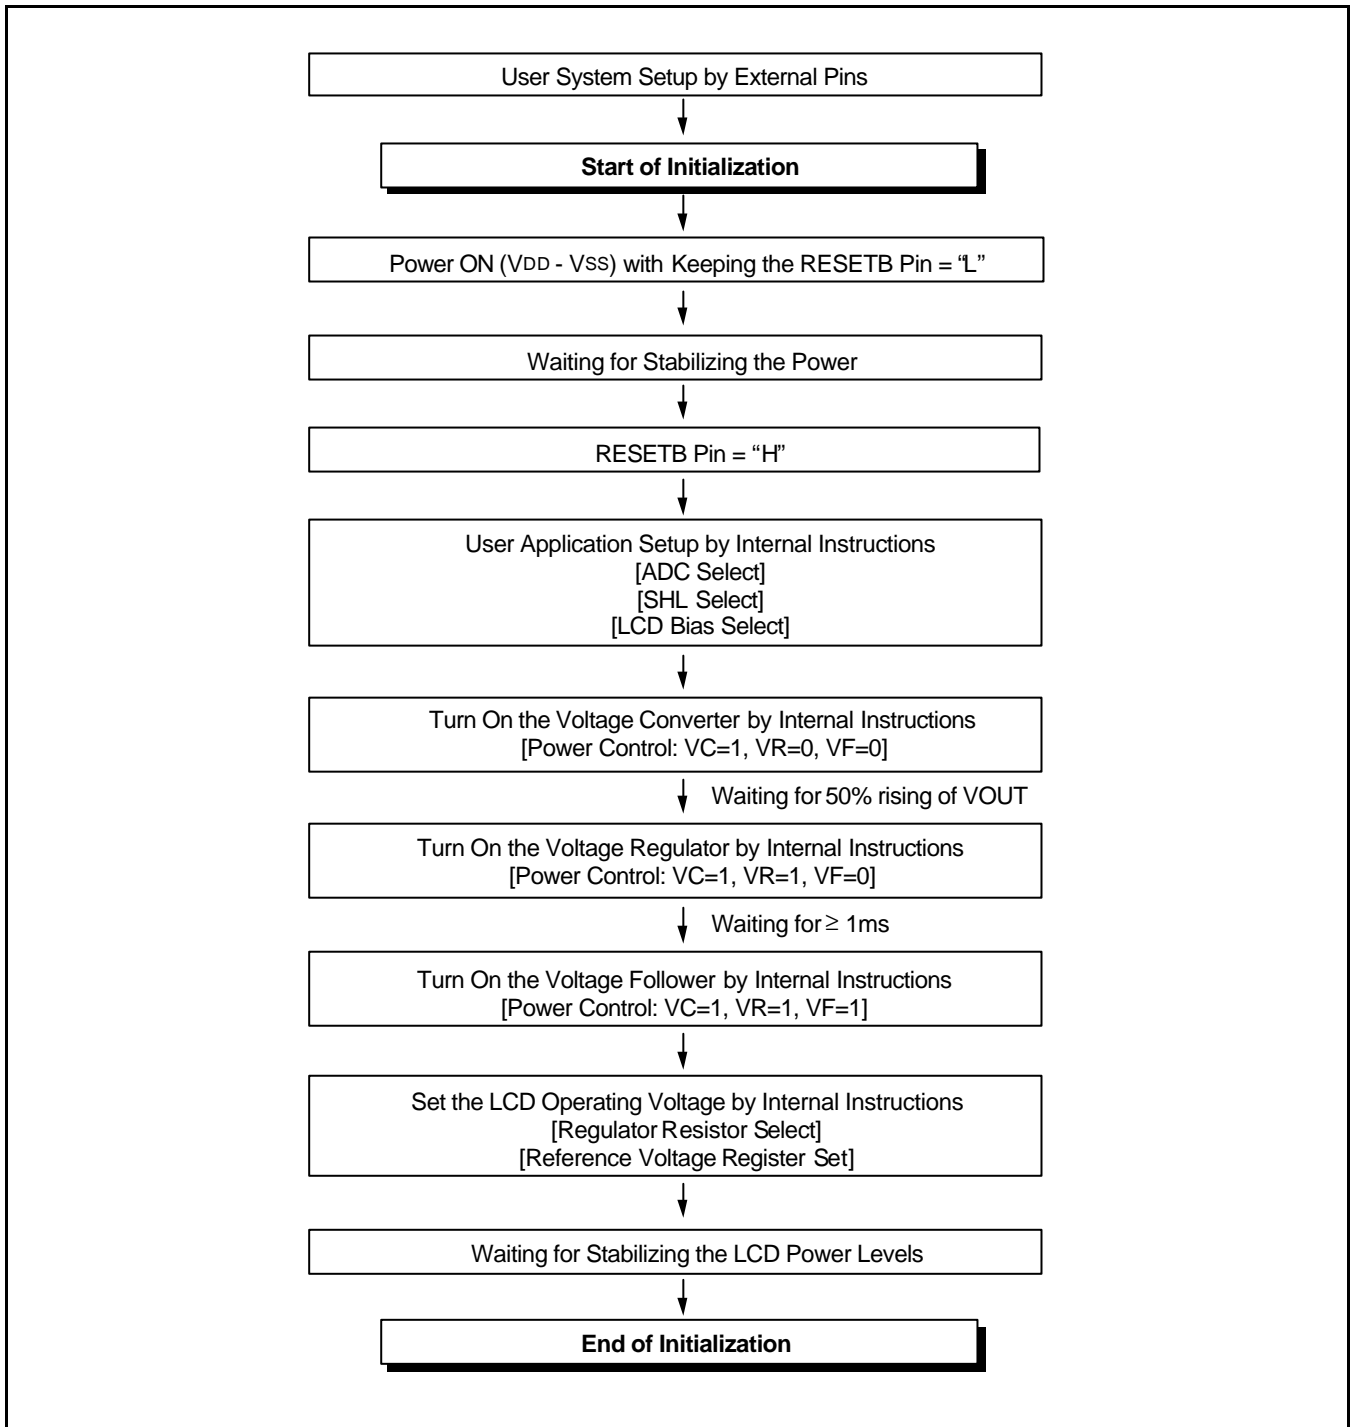 User System Setup by External Pins
Start of Initialization
Power ON (VDD - VSS) with Keeping the RESETB Pin = “L”
Waiting for Stabilizing the Power
RESETB Pin = “H”
User Application Setup by Internal Instructions
[ADC Select]
[SHL Select]
[LCD Bias Select]
Turn On the Voltage Converter by Internal Instructions
[Power Control: VC=1, VR=0, VF=0]
Waiting for 50% rising of VOUT
Turn On the Voltage Regulator by Internal Instructions
[Power Control: VC=1, VR=1, VF=0]
Waiting for ≥ 1ms
Turn On the Voltage Follower by Internal Instructions
[Power Control: VC=1, VR=1, VF=1]
Set the LCD Operating Voltage by Internal Instructions
[Regulator Resistor Select]
[Reference Voltage Register Set]
Waiting for Stabilizing the LCD Power Levels
End of Initialization